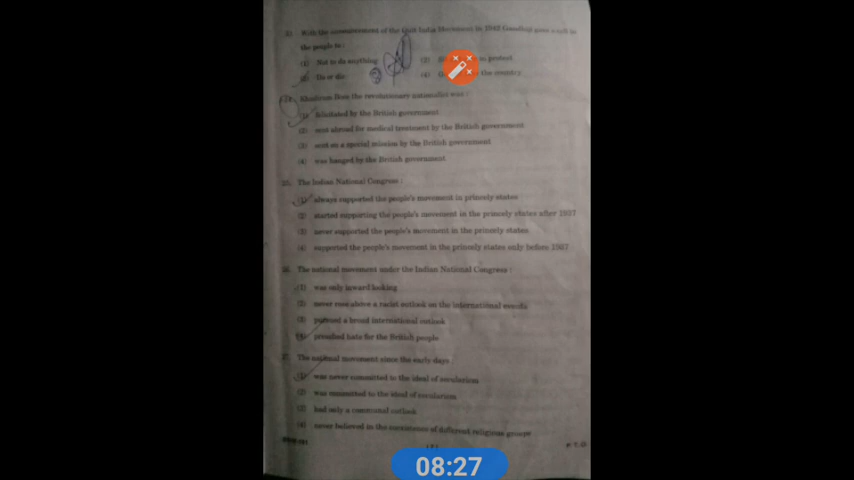 With the commencement of the Quit India Movement in 1942 Gandhiji gave a call to
the people to :
(1) Not to do anything
protest
(2) Do or die
(4) the country
24. Khudiram Bose the revolutionary nationalist was :
(1) felicitated by the British government
(2) sent abroad for medical treatment by the British government
(3) sent on a special mission by the British government
(4) was hanged by the British government
25. The Indian National Congress :
(1) always supported the people's movement in princely states
(2) started supporting the people's movement in the princely states after 1937
(3) never supported the people's movement in the princely states
(4) supported the people's movement in the princely states only before 1937
26. The national movement under the Indian National Congress :
(1) was only inward looking
(2) never rose above a racist outlook on the international events
(3) pursued a broad international outlook
(4) preached hate for the British people
27. The national movement since the early days
(1) was never committed to the ideal of secularism
(2) was committed to the ideal of secularism
(3) had only a communal outlook
(4) never believed in the coexistence of different religious groups
P.T.O.
08:27